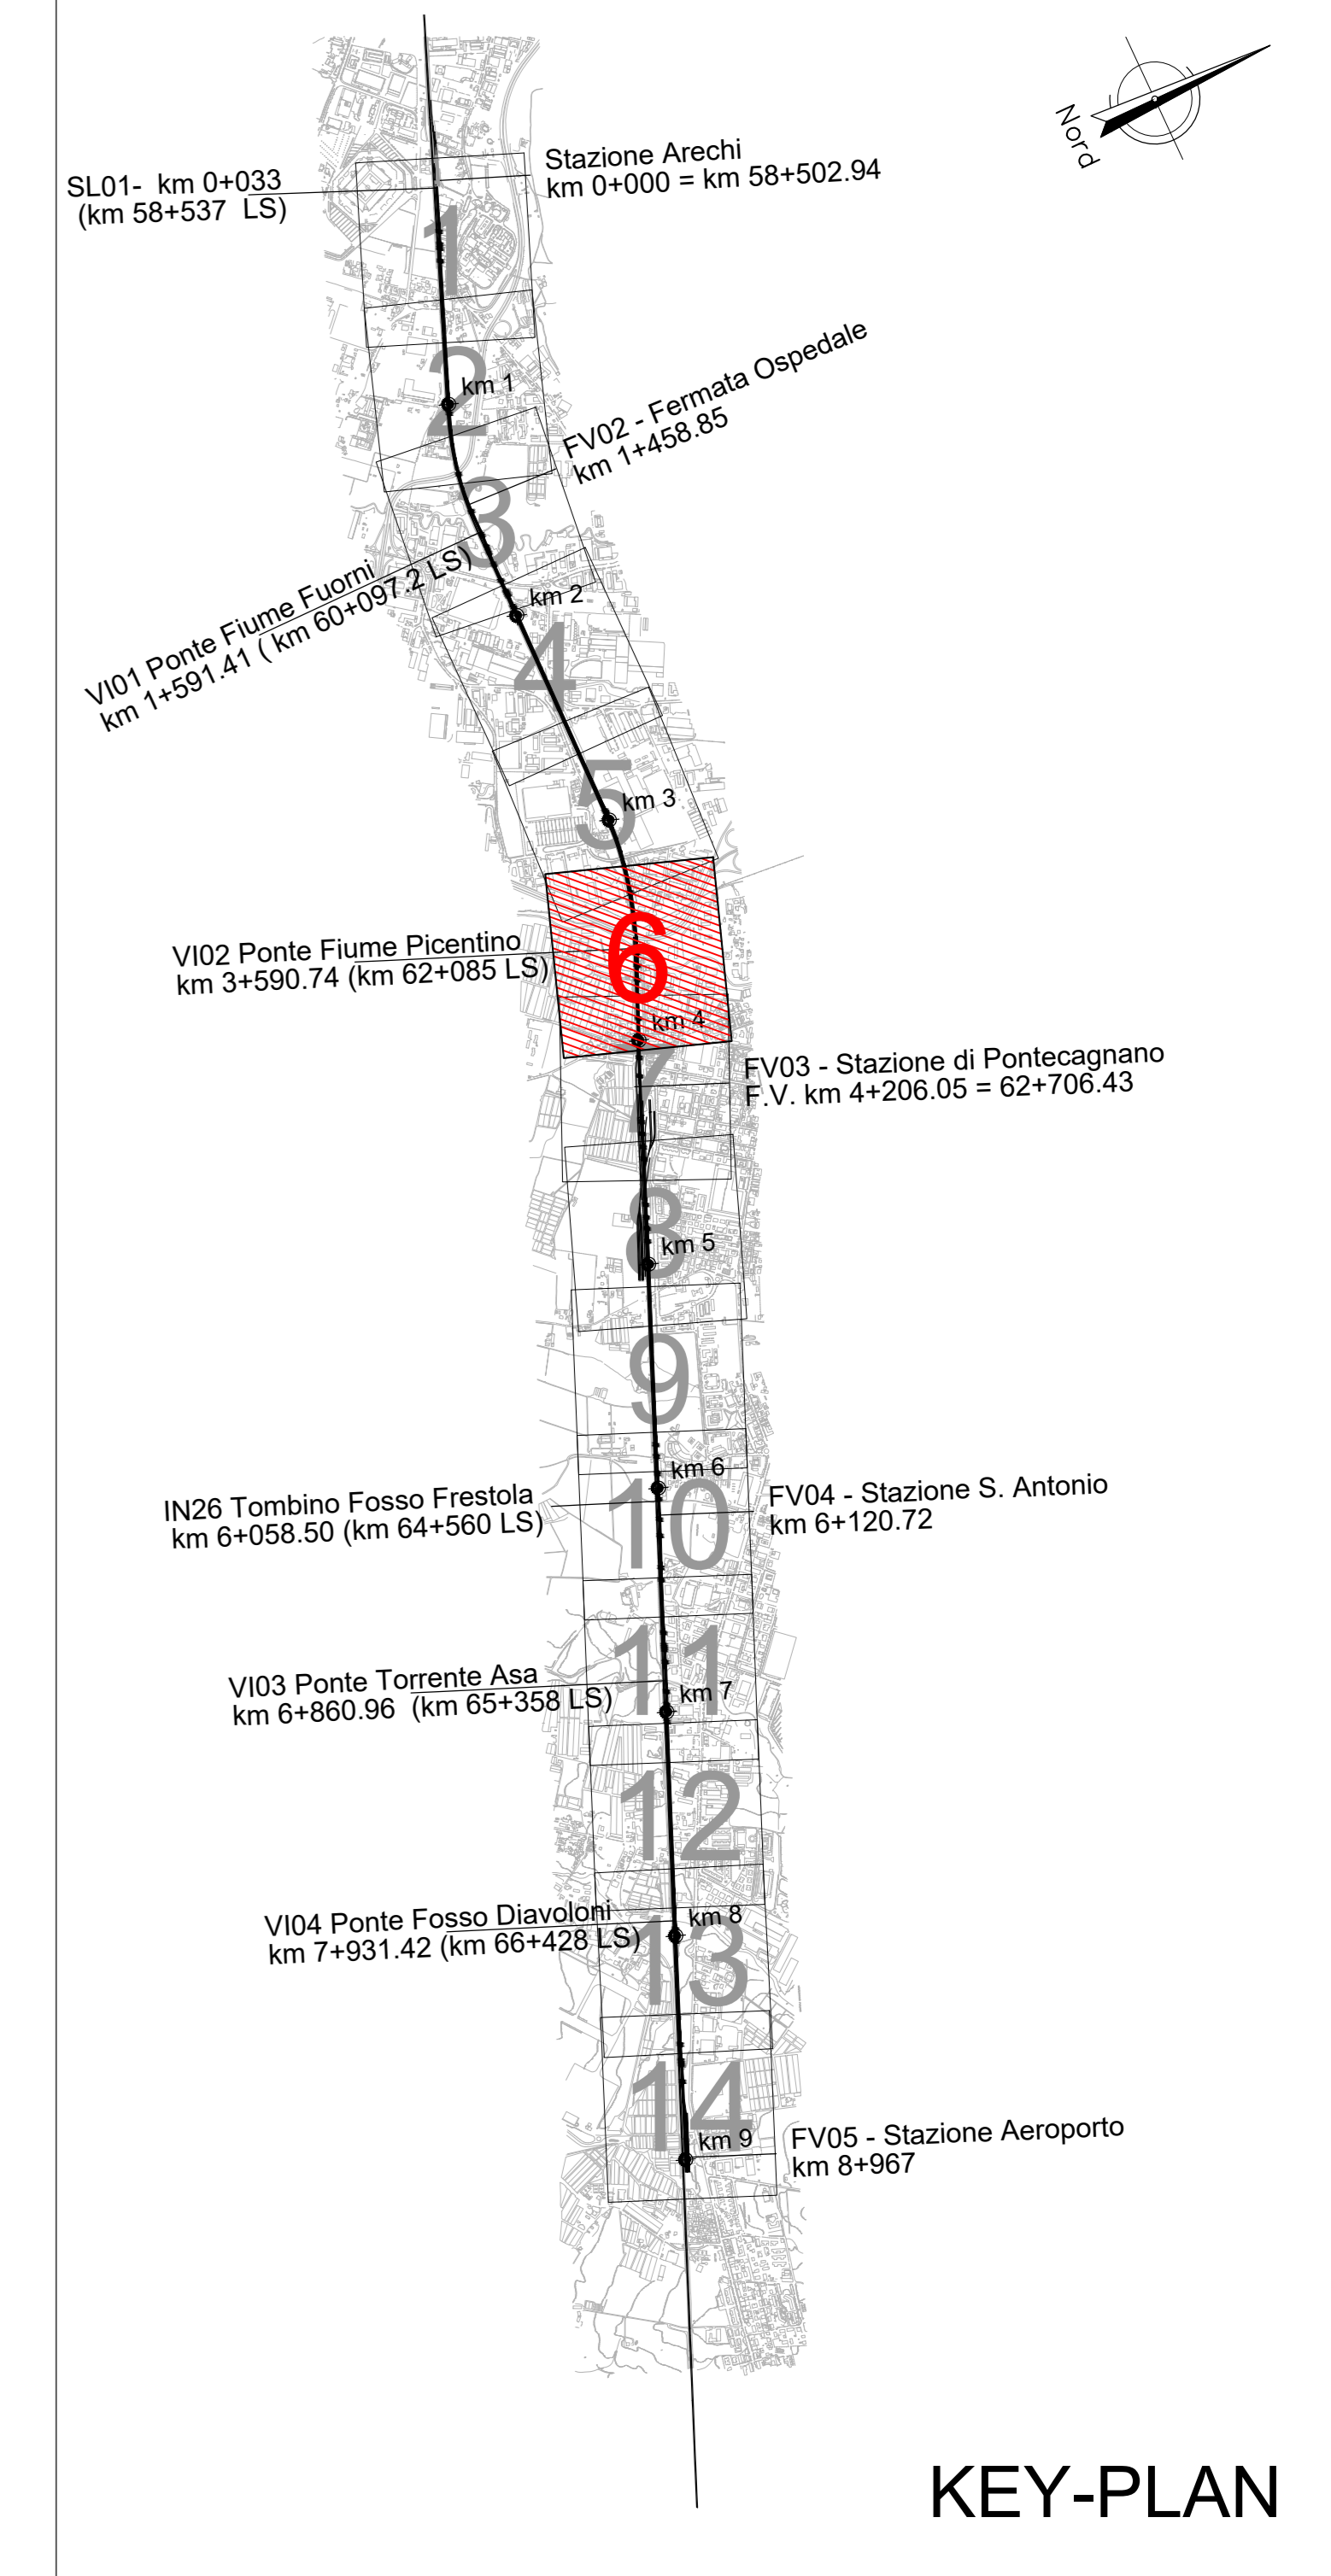 Nord
Stazione Arechi
km 0+000 = km 58+502.94
SL01-  km 0+033
(km 58+537  LS)
1
2
km 1
FV02 - Fermata Ospedale
km 1+458.85
3
VI01 Ponte Fiume Fuorni
km 1+591.41 ( km 60+097.2 LS)
km 2
4
5
km 3
6
VI02 Ponte Fiume Picentino
km 3+590.74 (km 62+085 LS)
km 4
7
FV03 - Stazione di Pontecagnano
F.V. km 4+206.05 = 62+706.43
8
km 5
9
km 6
IN26 Tombino Fosso Frestola
km 6+058.50 (km 64+560 LS)
10
FV04 - Stazione S. Antonio
km 6+120.72
11
VI03 Ponte Torrente Asa
km 6+860.96  (km 65+358 LS)
km 7
12
VI04 Ponte Fosso Diavoloni
km 7+931.42 (km 66+428 LS)
km 8
13
14
km 9
FV05 - Stazione Aeroporto
km 8+967
KEY-PLAN